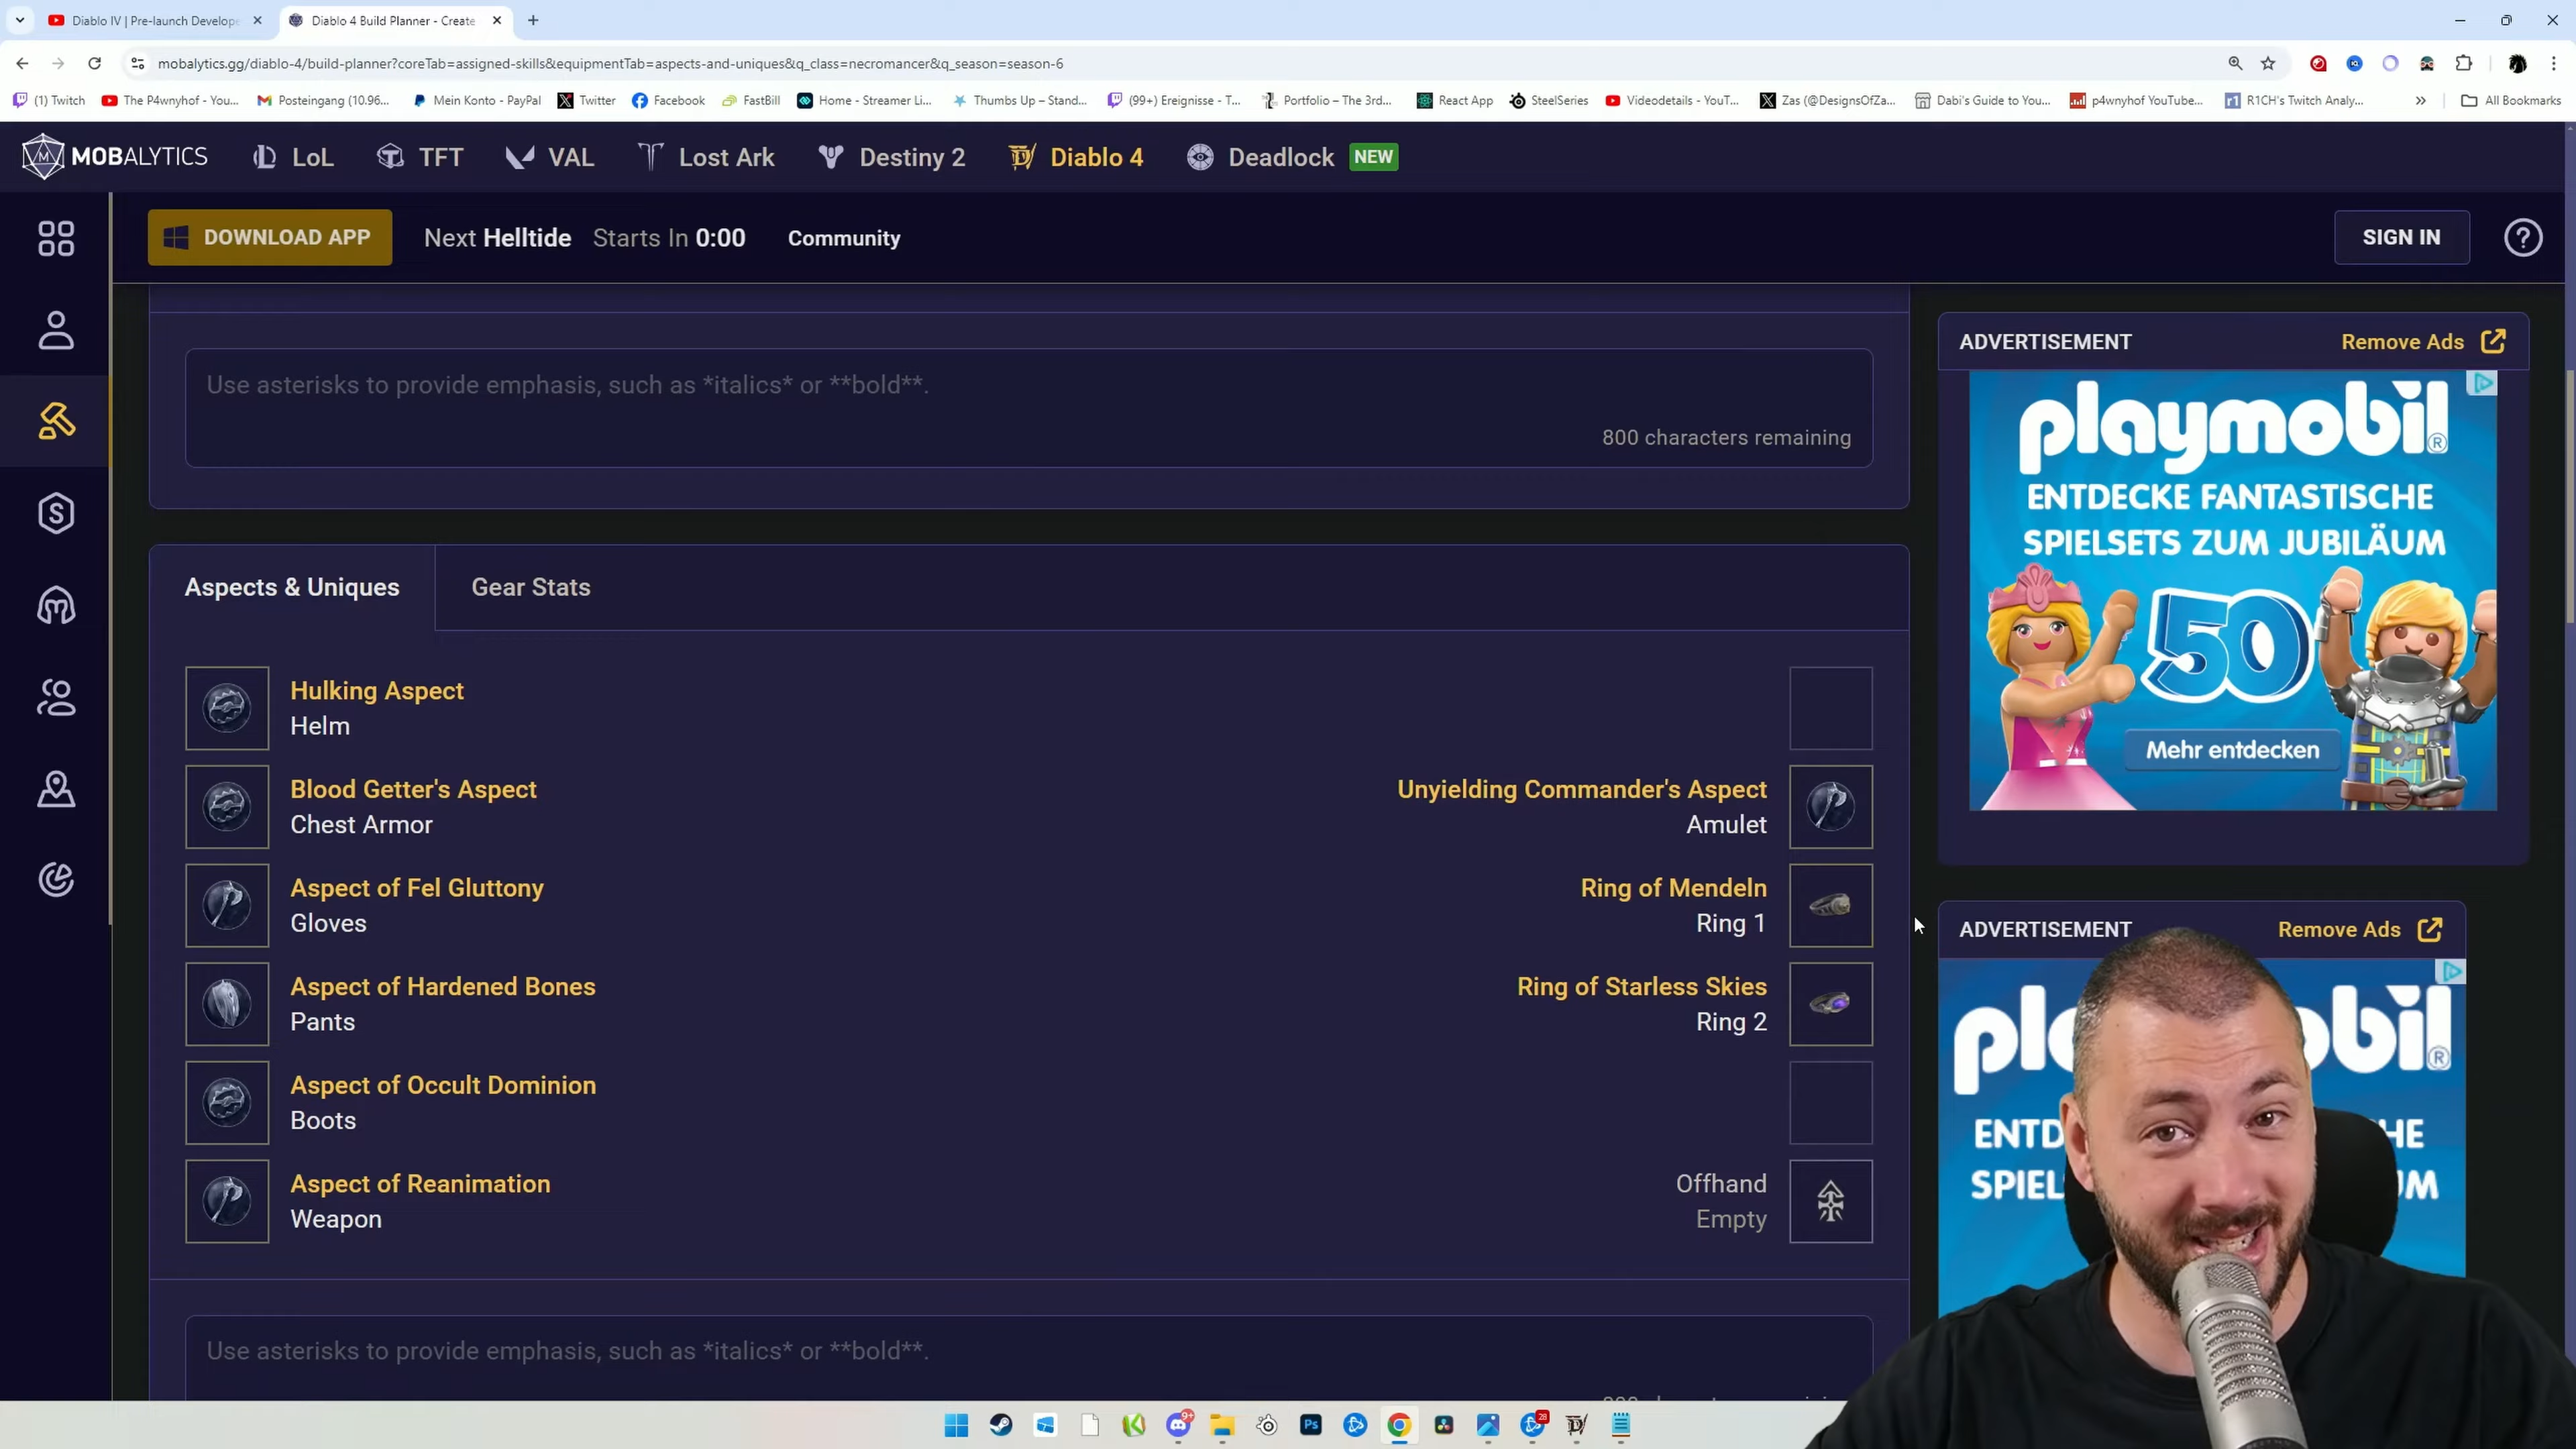 Diablo IV | Pre-launch Develope
Diablo 4 Build Planner - Create
mobalytics.gg/diablo-4/build-planner?coreTab=assigned-skills&equipmentTab=aspects-and-uniques&q_class=necromancer&q_season=season-6
(1) Twitch
The P4wnyhof - You...
Posteingang (10.96...
Mein Konto - PayPal
Twitter
Facebook
FastBill
Home - Streamer Li...
Thumbs Up – Stand...
(99+) Ereignisse - T...
Portfolio – The 3rd...
React App
SteelSeries
Videodetails - YouT...
Zas (@DesignsOfZa...
Dabi's Guide to You...
p4wnyhof YouTube...
R1CH's Twitch Analy...
All Bookmarks
MOBALYTICS
LoL
TFT
VAL
Lost Ark
Destiny 2
Diablo 4
Deadlock
NEW
DOWNLOAD APP
Next Helltide Starts In 0:00
Community
SIGN IN
Use asterisks to provide emphasis, such as *italics* or **bold**.
800 characters remaining
Aspects & Uniques
Gear Stats
Hulking Aspect
Helm
Blood Getter's Aspect
Chest Armor
Unyielding Commander's Aspect
Amulet
Aspect of Fel Gluttony
Gloves
Ring of Mendeln
Ring 1
Aspect of Hardened Bones
Pants
Ring of Starless Skies
Ring 2
Aspect of Occult Dominion
Boots
Aspect of Reanimation
Weapon
Offhand
Empty
Use asterisks to provide emphasis, such as *italics* or **bold**.
ADVERTISEMENT
Remove Ads
playmobil®
ENTDECKE FANTASTISCHE
SPIELSETS ZUM JUBILÄUM
50
Mehr entdecken
ADVERTISEMENT
Remove Ads
Ps
9+
28